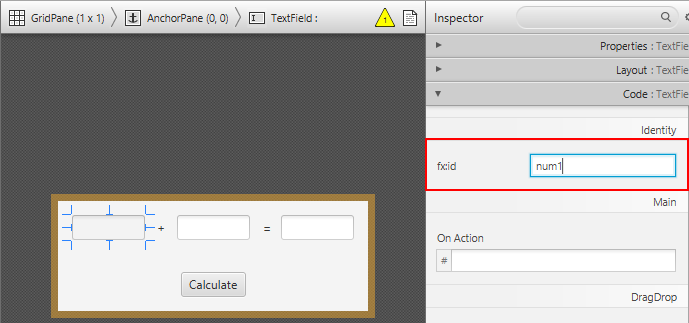 GridPane (1 x 1) AnchorPane (0, 0) TextField : 1
+ =
Calculate
Inspector
Properties : TextFie
Layout : TextFie
Code : TextFie
Identity
fx:id num1
Main
On Action
#
DragDrop